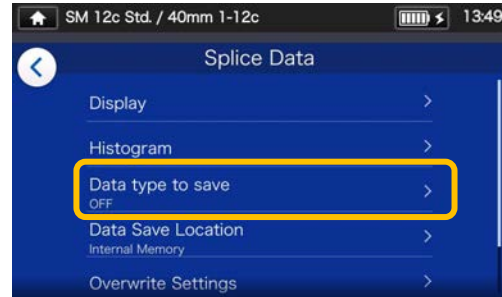 SM 12c Std. / 40mm 1-12c 13:49
Splice Data
Display
Histogram
Data type to save
OFF
Data Save Location
Internal Memory
Overwrite Settings